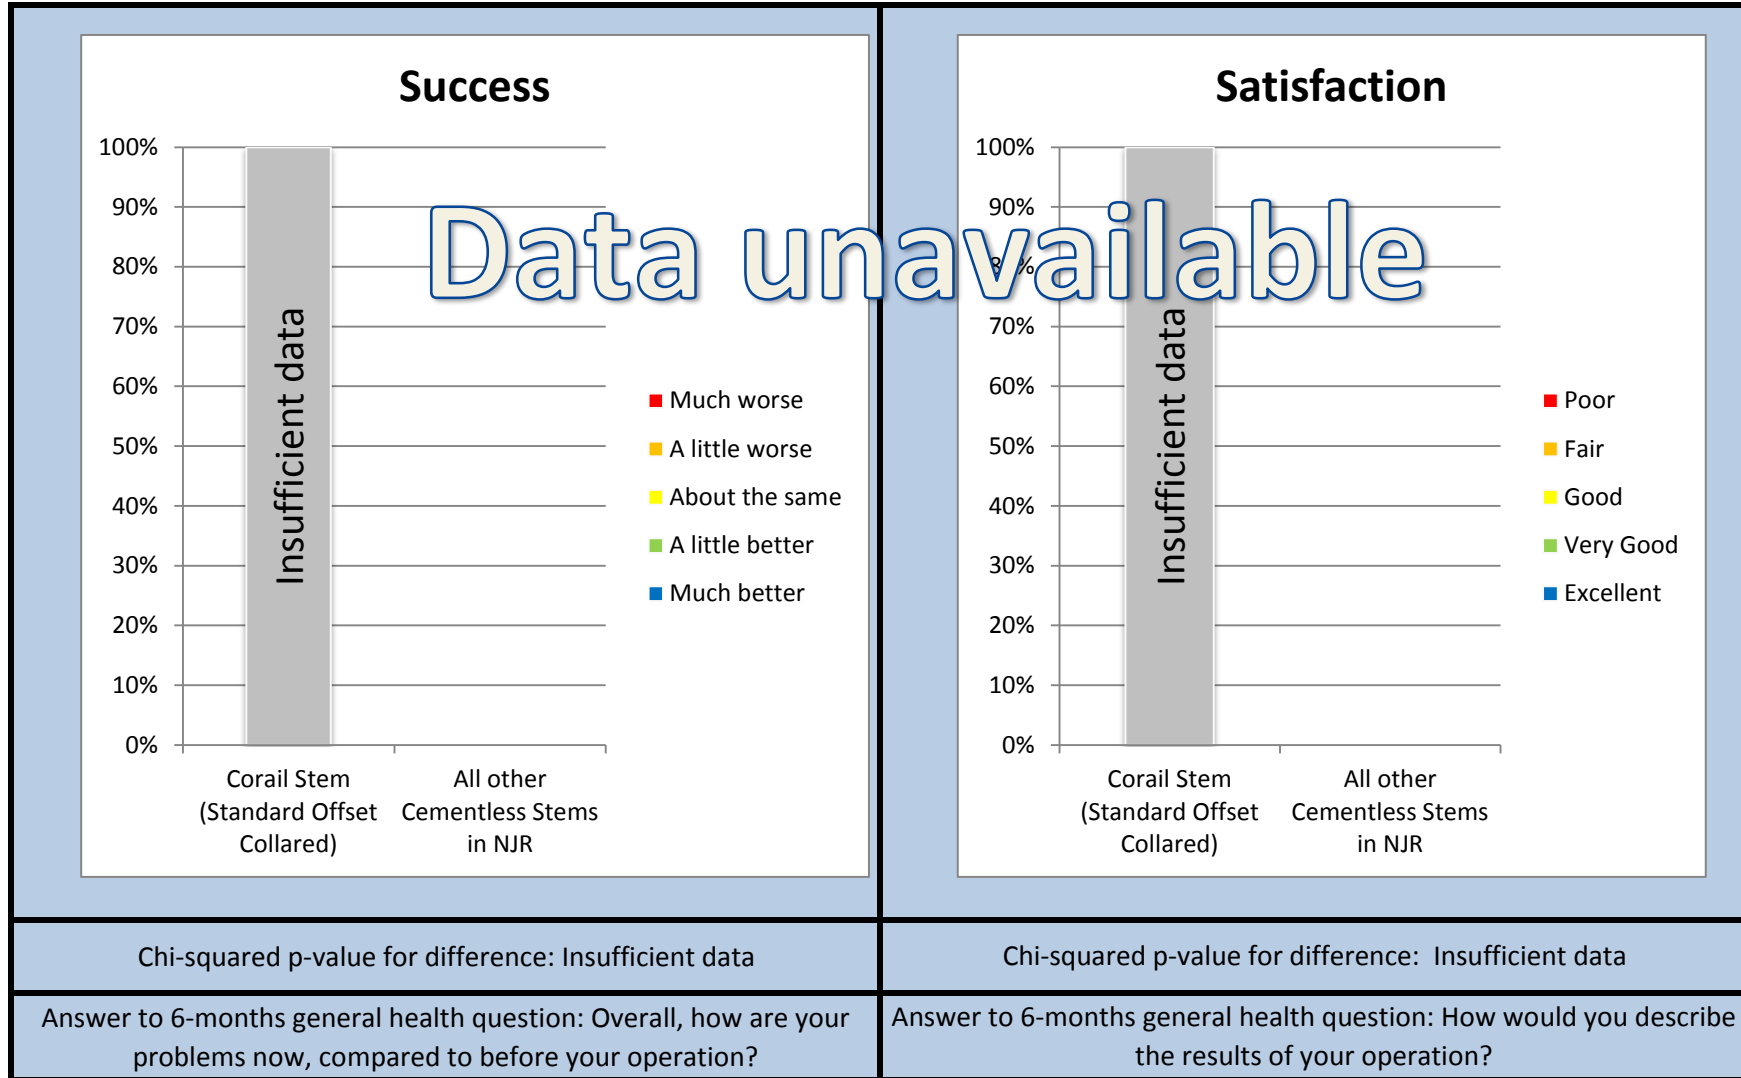 Success
100%
90%
80%
70%
60%
50%
40%
30%
20%
10%
0%
Insufficient data
Much worse
A little worse
About the same
A little better
Much better
Corail Stem
(Standard Offset
Collared)
All other
Cementless Stems
in NJR
Satisfaction
100%
90%
80%
70%
60%
50%
40%
30%
20%
10%
0%
Insufficient data
Poor
Fair
Good
Very Good
Excellent
Corail Stem
(Standard Offset
Collared)
All other
Cementless Stems
in NJR
Data unavailable
Chi-squared p-value for difference: Insufficient data
Chi-squared p-value for difference:  Insufficient data
Answer to 6-months general health question: Overall, how are your
problems now, compared to before your operation?
Answer to 6-months general health question: How would you describe
the results of your operation?